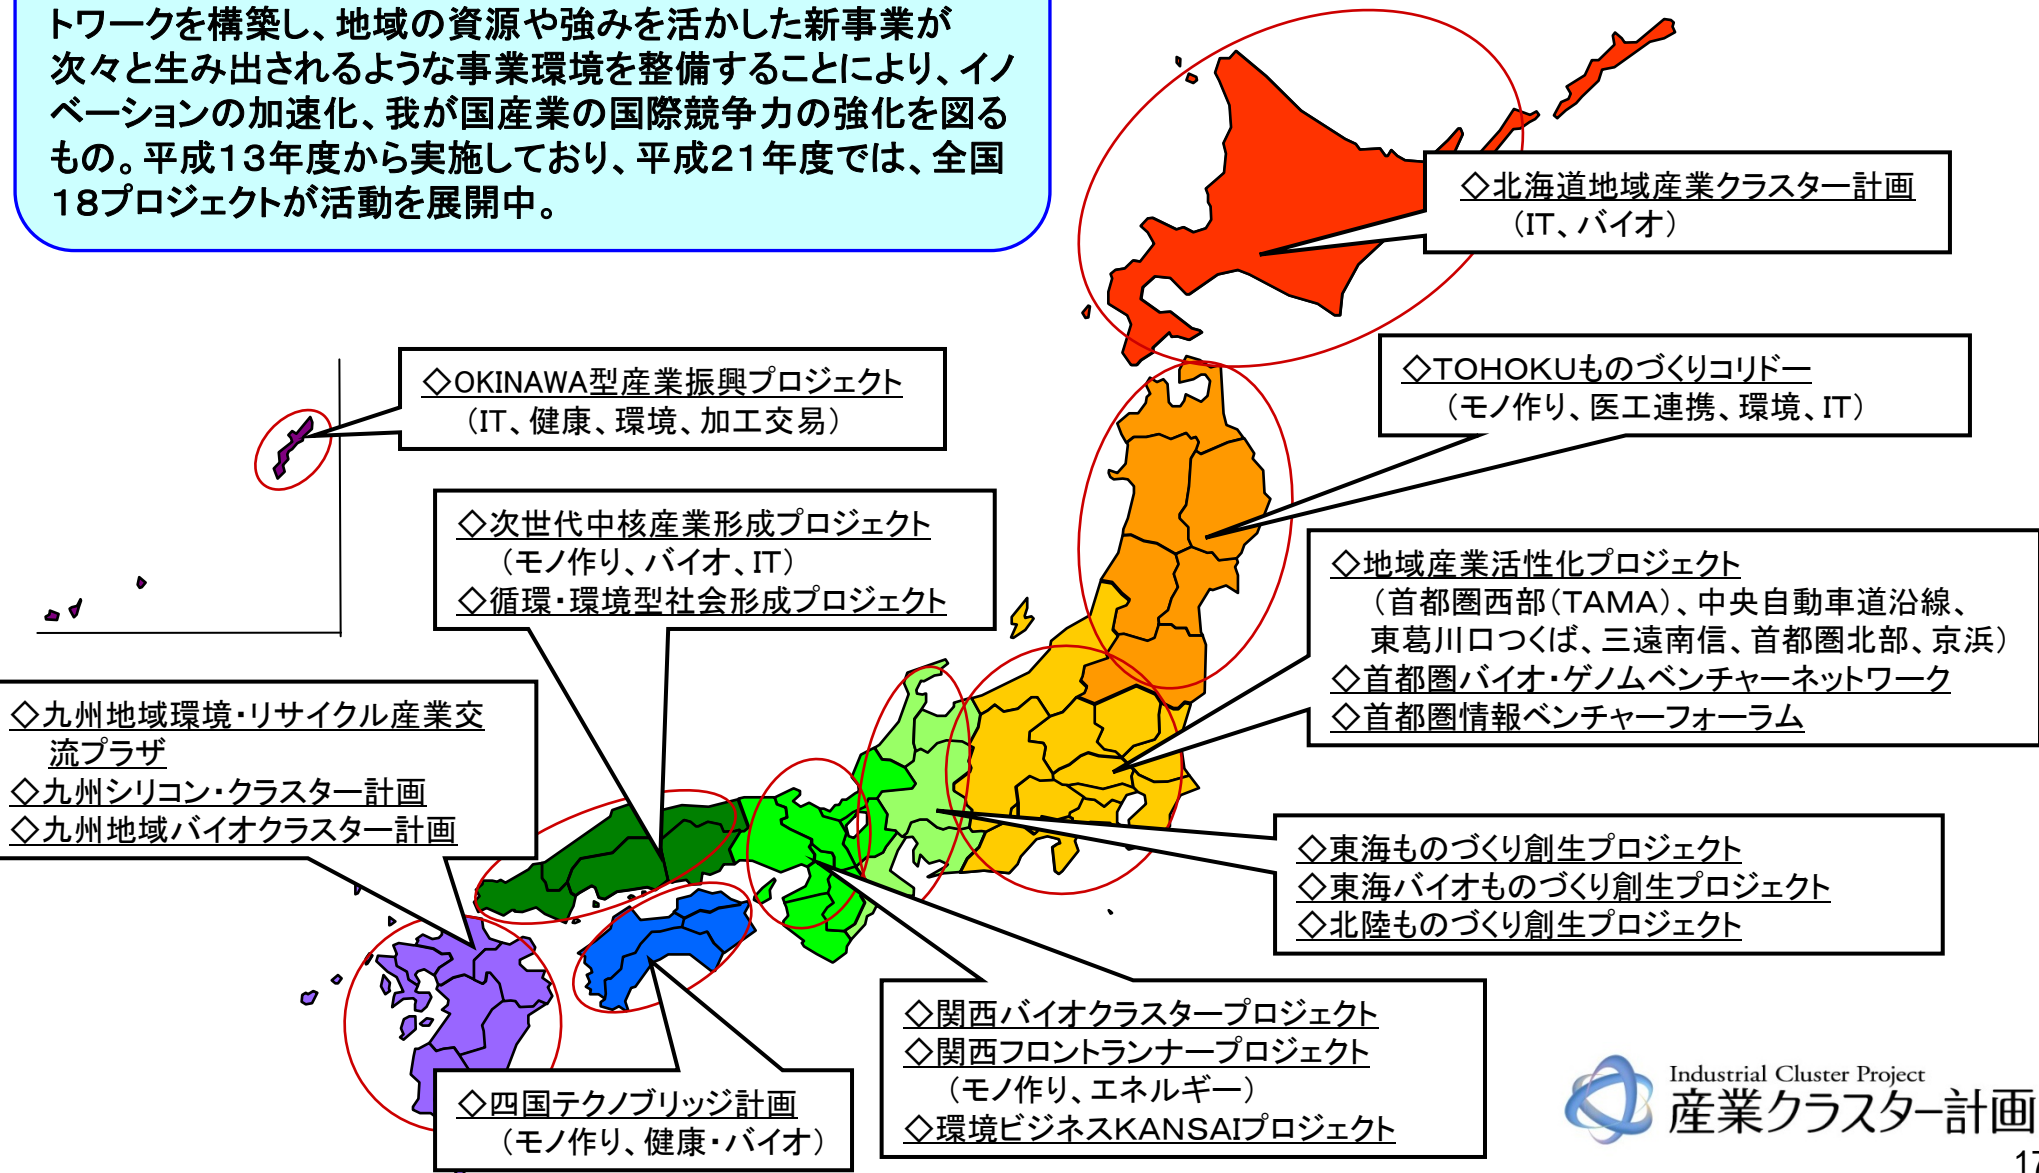 トワークを構築し、地域の資源や強みを活かした新事業が
次々と生み出されるような事業環境を整備することにより、イノ
ベーションの加速化、我が国産業の国際競争力の強化を図る
もの。平成13年度から実施しており、平成21年度では、全国
18プロジェクトが活動を展開中。
◇北海道地域産業クラスター計画
(IT、バイオ)
◇OKINAWA型産業振興プロジェクト
(IT、健康、環境、加工交易)
◇TOHOKUものづくりコリドー
(モノ作り、医工連携、環境、IT)
◇次世代中核産業形成プロジェクト
(モノ作り、バイオ、IT)
◇循環・環境型社会形成プロジェクト
◇地域産業活性化プロジェクト
(首都圏西部(TAMA)、中央自動車道沿線、
東葛川口つくば、三遠南信、首都圏北部、京浜)
◇首都圏バイオ・ゲノムベンチャーネットワーク
◇首都圏情報ベンチャーフォーラム
◇九州地域環境・リサイクル産業交
流プラザ
◇九州シリコン・クラスター計画
◇九州地域バイオクラスター計画
◇東海ものづくり創生プロジェクト
◇東海バイオものづくり創生プロジェクト
◇北陸ものづくり創生プロジェクト
◇関西バイオクラスタープロジェクト
◇関西フロントランナープロジェクト
(モノ作り、エネルギー)
◇環境ビジネスKANSAIプロジェクト
◇四国テクノブリッジ計画
(モノ作り、健康・バイオ)
Industrial Cluster Project
産業クラスター計画
17